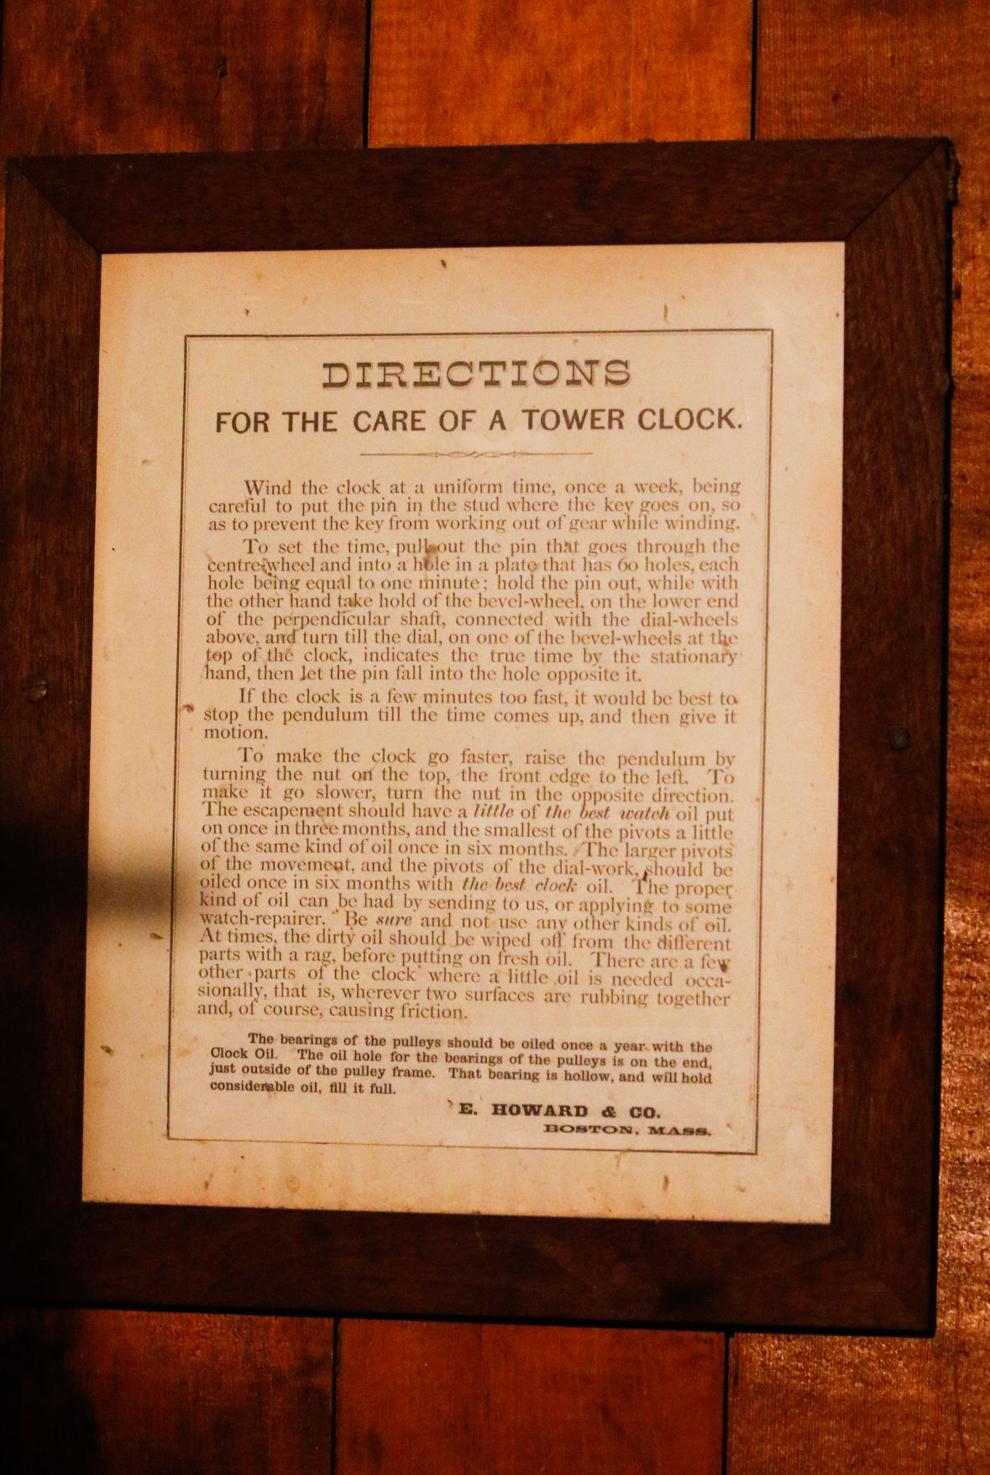 DIRECTIONS
FOR THE CARE OF A TOWER CLOCK.
Wind the clock at a uniform time, once a week, being
careful to put the pin in the stud where the key goes on, so
as to prevent the key from working out of gear while winding.
To set the time, pull out the pin that goes through the
centre-wheel and into a hole in a plate that has 60 holes, each
hole being equal to one minute; hold the pin out, while with
the other hand take hold of the bevel-wheel, on the lower end
of the perpendicular shaft, connected with the dial-wheels
above, and turn till the dial, on one of the bevel-wheels at the
top of the clock, indicates the true time by the stationary
hand, then let the pin fall into the hole opposite it.
If the clock is a few minutes too fast, it would be best to
stop the pendulum till the time comes up, and then give it
motion.
To make the clock go faster, raise the pendulum by
turning the nut on the top, the front edge to the left. To
make it go slower, turn the nut in the opposite direction.
The escapement should have a little of the best watch oil put
on once in three months, and the smallest of the pivots a little
of the same kind of oil once in six months. The larger pivots
of the movement, and the pivots of the dial-work, should be
oiled once in six months with the best clock oil. The proper
kind of oil can be had by sending to us, or applying to some
watch-repairer. Be sure and not use any other kinds of oil.
At times, the dirty oil should be wiped off from the different
parts with a rag, before putting on fresh oil. There are a few
other parts of the clock where a little oil is needed occa-
sionally, that is, wherever two surfaces are rubbing together
and, of course, causing friction.
The bearings of the pulleys should be oiled once a year with the
Clock Oil. The oil hole for the bearings of the pulleys is on the end,
just outside of the pulley frame. That bearing is hollow, and will hold
considerable oil, fill it full.
E. HOWARD & CO.
BOSTON, MASS.